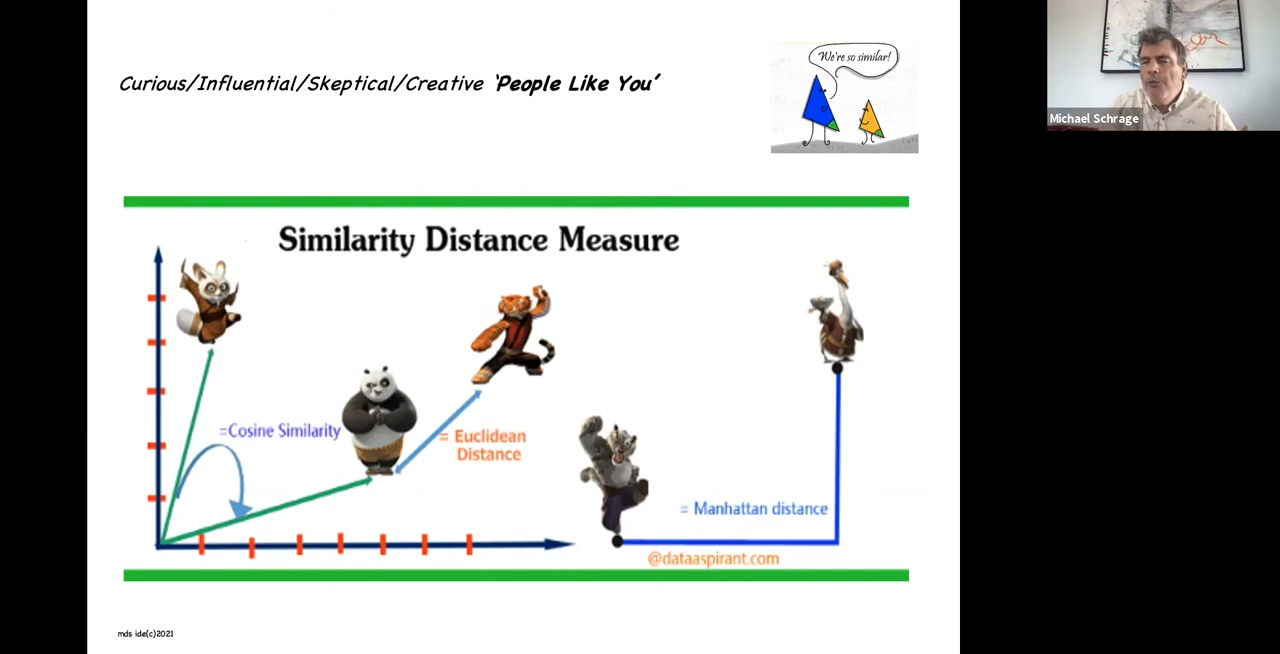 Curious/Influential/Skeptical/Creative ‘People Like You’
We're so similar!
Michael Schrage
Similarity Distance Measure
=Cosine Similarity
= Euclidean
Distance
= Manhattan distance
@dataaspirant.com
mds ide(c)2021